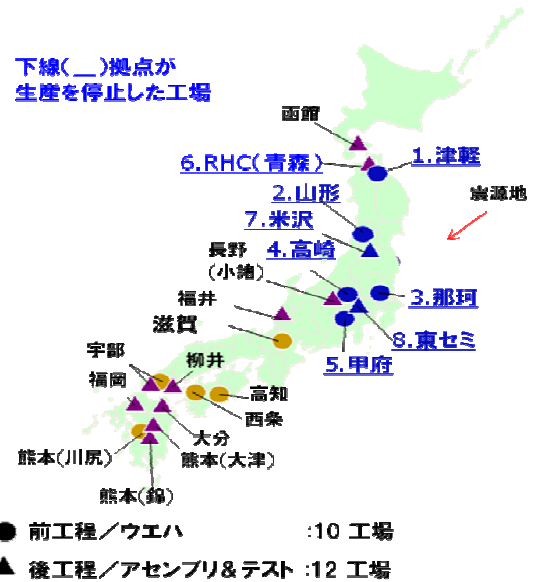 下線(__)拠点が
生産を停止した工場
函館
1.津軽
6.RHC(青森)
震源地
2.山形
7.米沢
長野
(小諸)
4.高崎
福井
3.那珂
滋賀
8.東セミ
宇部
柳井
5.甲府
福岡
高知
西条
大分
熊本(川尻)
熊本(大津)
熊本(錦)
● 前工程/ウエハ :10 工場
▲ 後工程/アセンブリ&テスト :12 工場